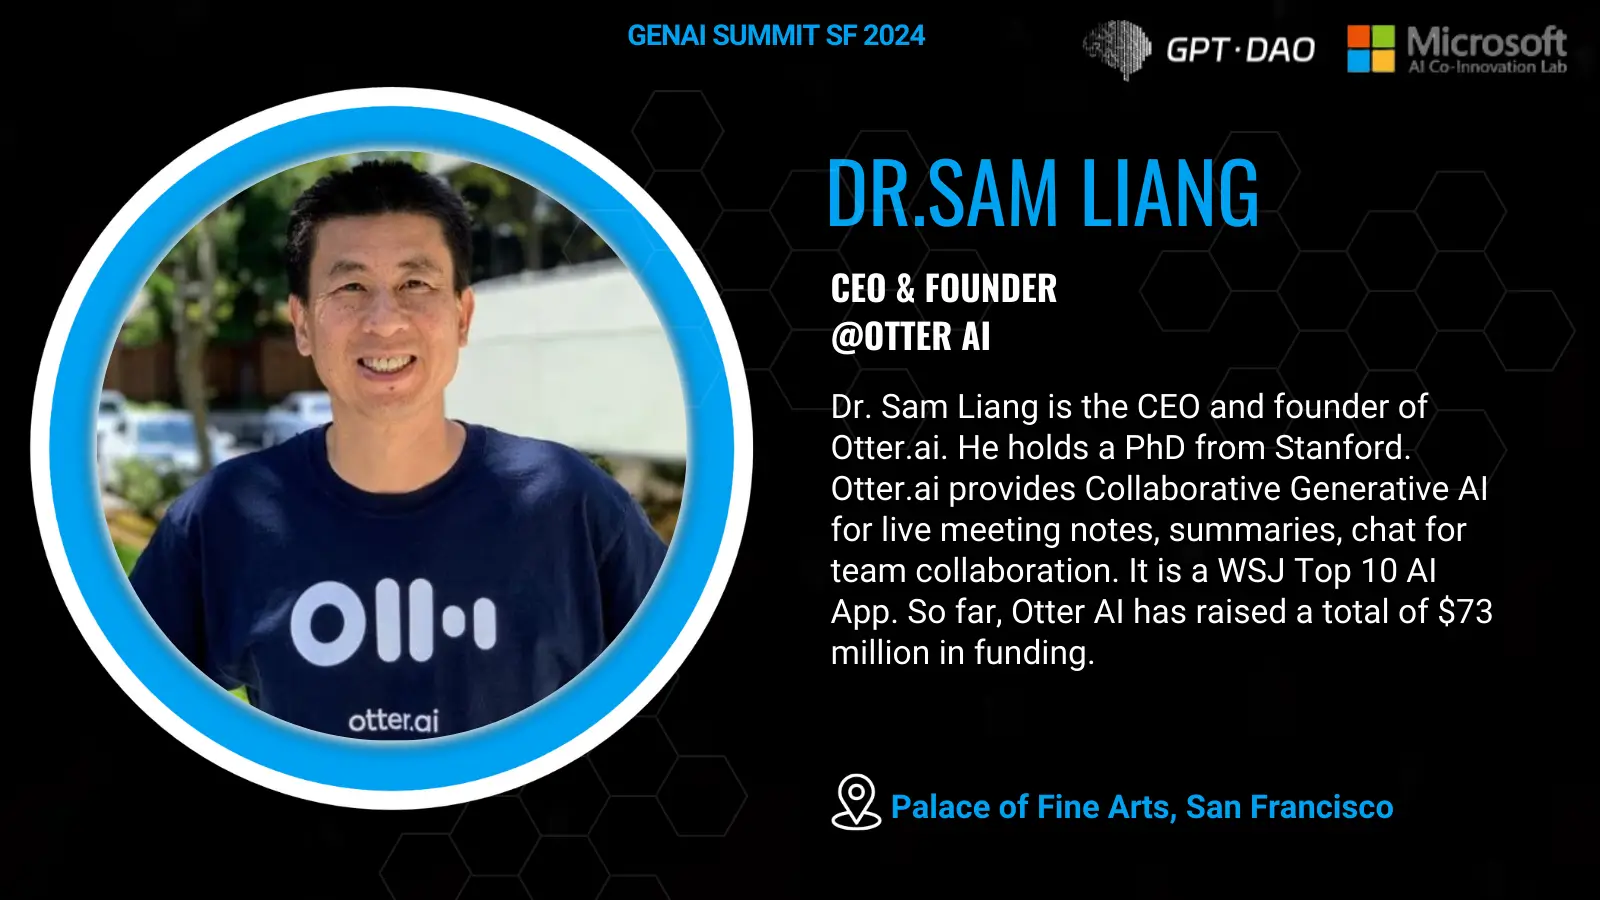 GENAI SUMMIT SF 2024
GPT·DAO
Microsoft
AI Co-Innovation Lab
DR.SAM LIANG
CEO & FOUNDER
@OTTER AI
Dr. Sam Liang is the CEO and founder of
Otter.ai. He holds a PhD from Stanford.
Otter.ai provides Collaborative Generative AI
for live meeting notes, summaries, chat for
team collaboration. It is a WSJ Top 10 AI
App. So far, Otter AI has raised a total of $73
million in funding.
otter.ai
Palace of Fine Arts, San Francisco